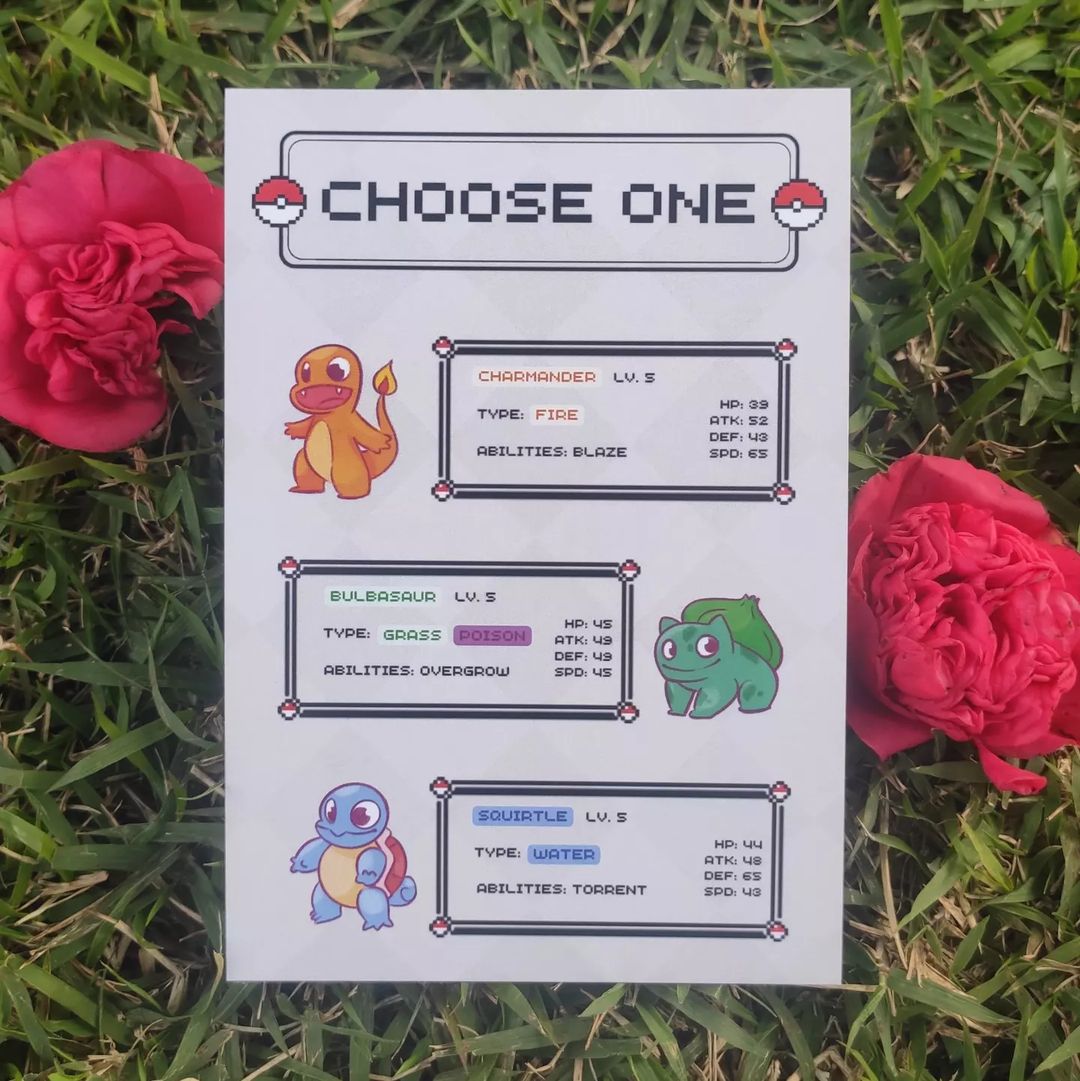 CHOOSE ONE
CHARMANDER LV. 5
TYPE: FIRE
ABILITIES: BLAZE
HP: 39
ATK: 52
DEF: 43
SPD: 65
BULBASAUR LV. 5
TYPE: GRASS POISON
ABILITIES: OVERGROW
HP: 45
ATK: 49
DEF: 49
SPD: 45
SQUIRTLE LV. 5
TYPE: WATER
ABILITIES: TORRENT
HP: 44
ATK: 48
DEF: 65
SPD: 43